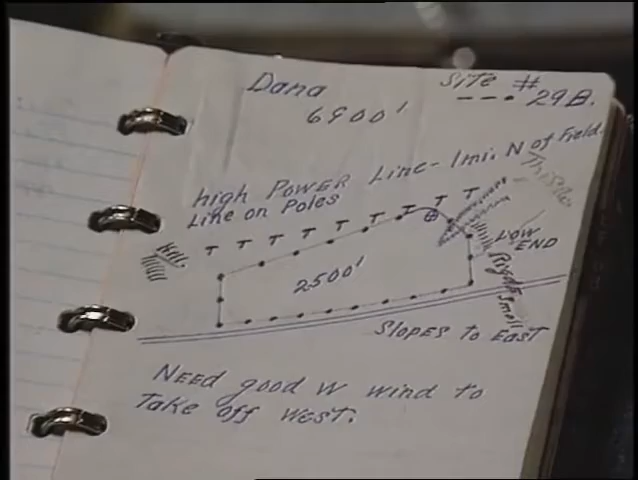 Dana
6900'
Site #
---. 29B.
high Power Line - 1mi. N of Field.
Line on Poles
T T T T T T T T T
Hill
Low
End
2500'
Small
Slopes to East
Need good W wind to
Take off West.